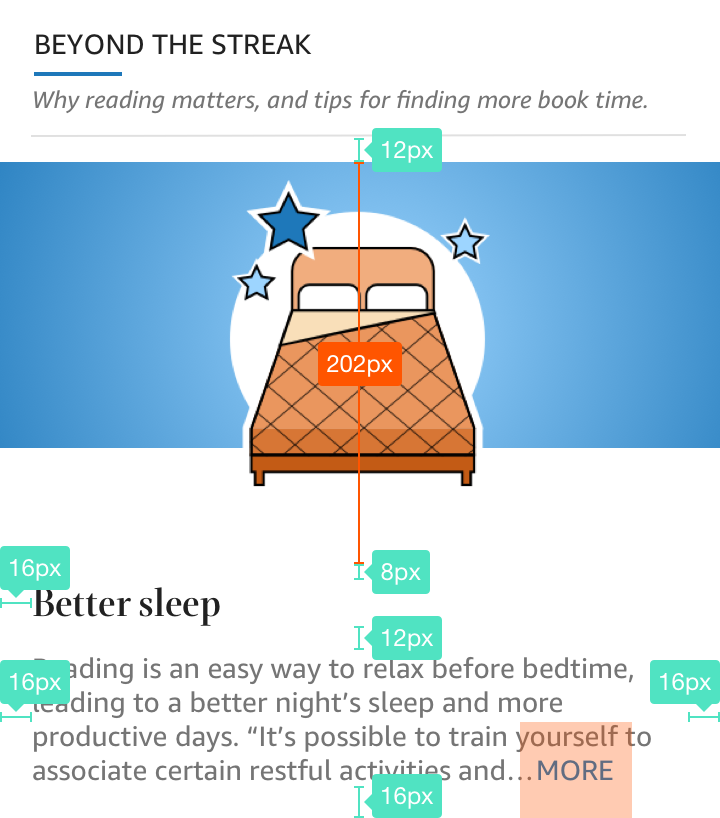 BEYOND THE STREAK
Why reading matters, and tips for finding more book time.
12px
202px
16px
8px
Better sleep
12px
Reading is an easy way to relax before bedtime,
16px
16px
leading to a better night’s sleep and more
productive days. “It’s possible to train yourself to
associate certain restful activities and…MORE
16px